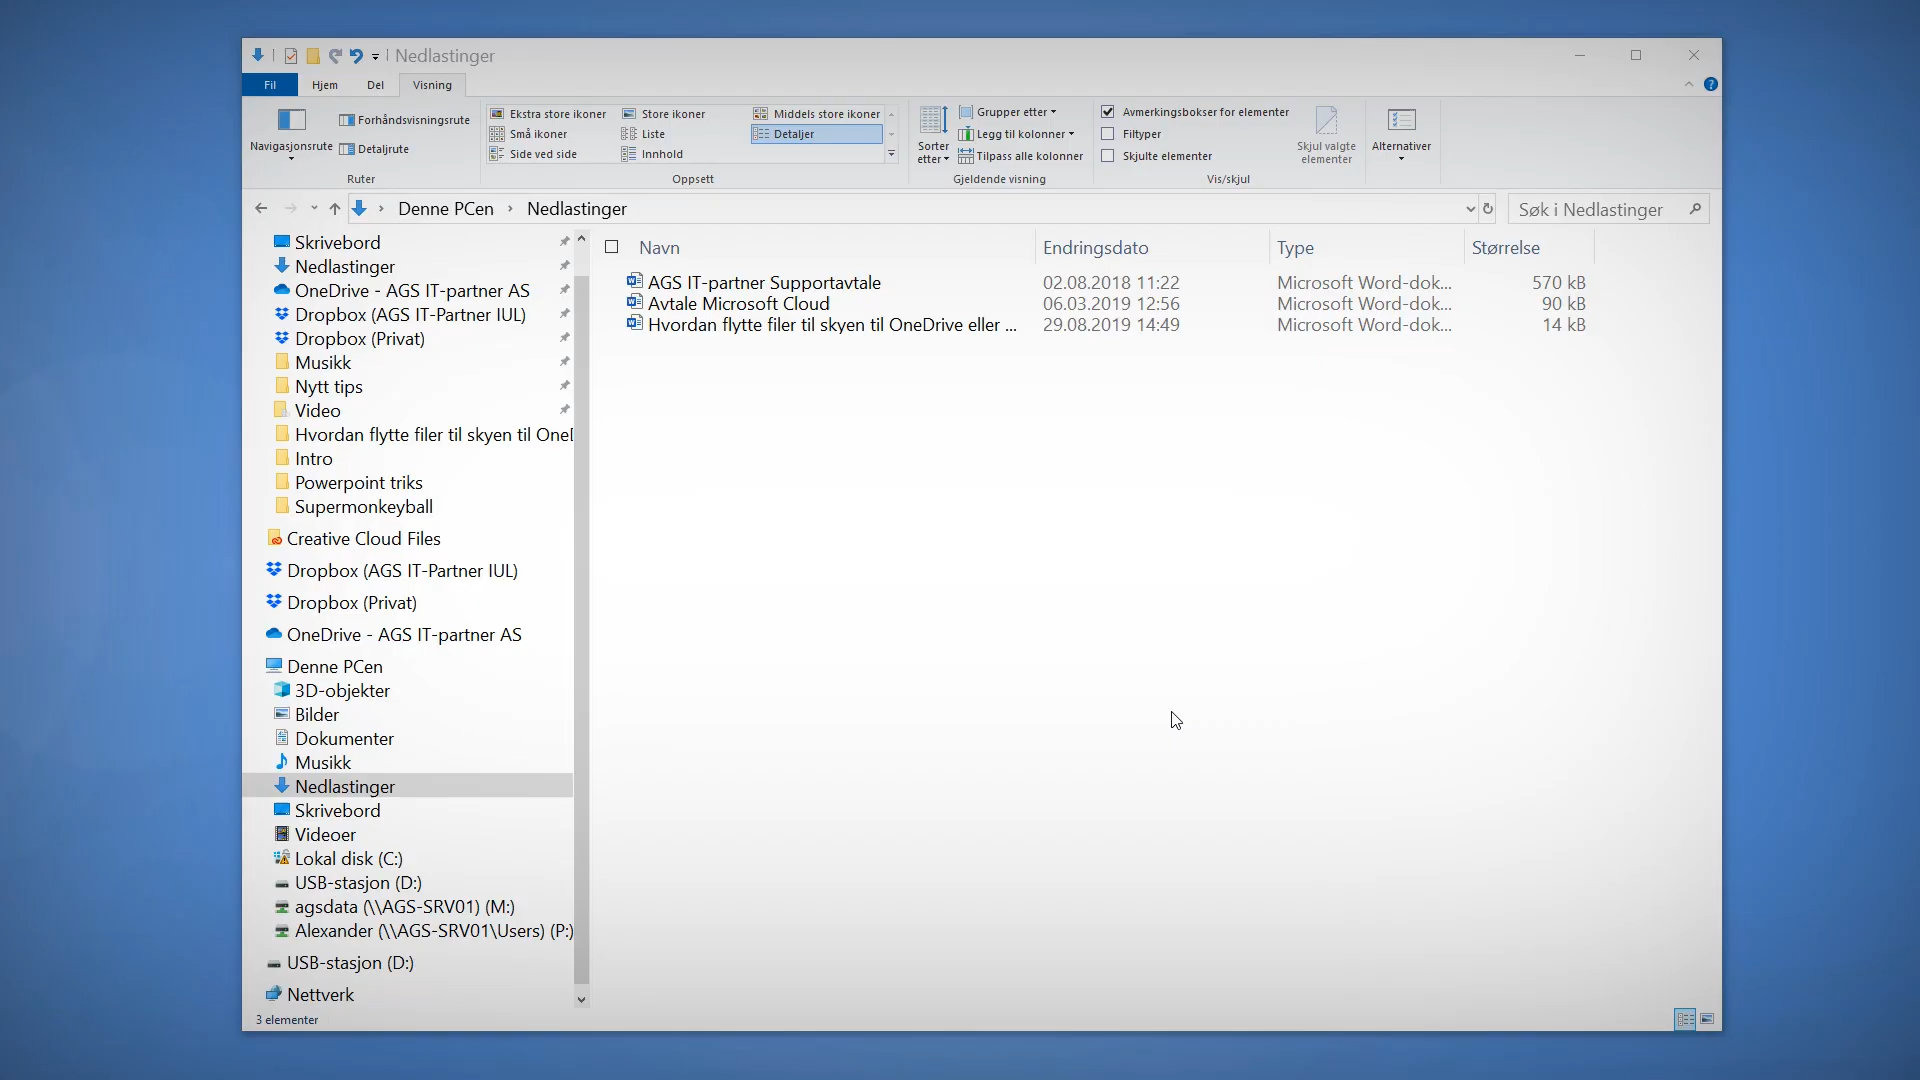 Nedlastinger
Fil Hjem Del Visning
Navigasjonsrute
Forhåndsvisningsrute
Detaljrute
Ruter
Ekstra store ikoner Store ikoner Middels store ikoner
Små ikoner Liste Detaljer
Side ved side Innhold
Oppsett
Sorter etter
Grupper etter
Legg til kolonner
Tilpass alle kolonner
Gjeldende visning
Avmerkingsbokser for elementer
Filtyper
Skjulte elementer
Skjul valgte elementer
Vis/skjul
Alternativer
Denne PCen › Nedlastinger
Søk i Nedlastinger
Skrivebord
Nedlastinger
OneDrive - AGS IT-partner AS
Dropbox (AGS IT-Partner IUL)
Dropbox (Privat)
Musikk
Nytt tips
Video
Hvordan flytte filer til skyen til One
Intro
Powerpoint triks
Supermonkeyball
Creative Cloud Files
Dropbox (AGS IT-Partner IUL)
Dropbox (Privat)
OneDrive - AGS IT-partner AS
Denne PCen
3D-objekter
Bilder
Dokumenter
Musikk
Nedlastinger
Skrivebord
Videoer
Lokal disk (C:)
USB-stasjon (D:)
agsdata (\\AGS-SRV01) (M:)
Alexander (\\AGS-SRV01\Users) (P:)
USB-stasjon (D:)
Nettverk
Navn Endringsdato Type Størrelse
AGS IT-partner Supportavtale 02.08.2018 11:22 Microsoft Word-dok... 570 kB
Avtale Microsoft Cloud 06.03.2019 12:56 Microsoft Word-dok... 90 kB
Hvordan flytte filer til skyen til OneDrive eller ... 29.08.2019 14:49 Microsoft Word-dok... 14 kB
3 elementer